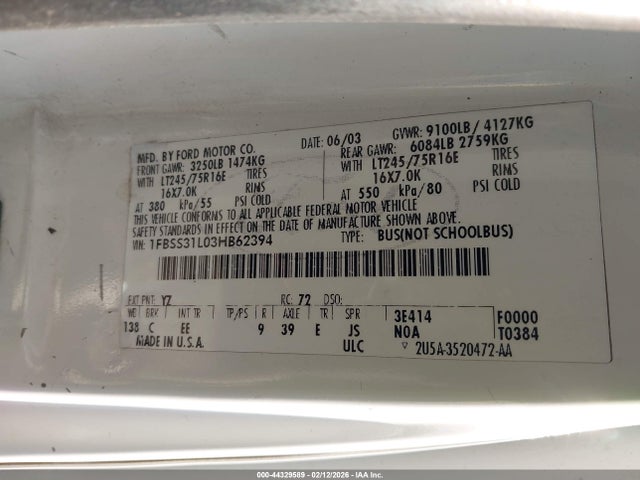 MFD. BY FORD MOTOR CO. DATE: 06/03 GVWR: 9100LB/ 4127KG
FRONT GAWR: 3250LB 1474KG REAR GAWR: 6084LB 2759KG
WITH LT245/75R16E TIRES WITH LT245/75R16E TIRES
16X7.0K RIMS 16X7.0K RIMS
AT 380 kPa/55 PSI COLD AT 550 kPa/80 PSI COLD
THIS VEHICLE CONFORMS TO ALL APPLICABLE FEDERAL MOTOR VEHICLE
SAFETY STANDARDS IN EFFECT ON THE DATE OF MANUFACTURE SHOWN ABOVE.
VIN: 1FBSS31L03HB62394 TYPE: BUS(NOT SCHOOLBUS)
EXT PNT: YZ RC: 72 DSO:
WB BRK INT TR TP/PS R AXLE TR SPR 3E414 F0000
138 C EE 9 39 E JS N0A T0384
MADE IN U.S.A. ULC 2U5A-3520472-AA
000-44329589 - 02/12/2026 - IAA Inc.